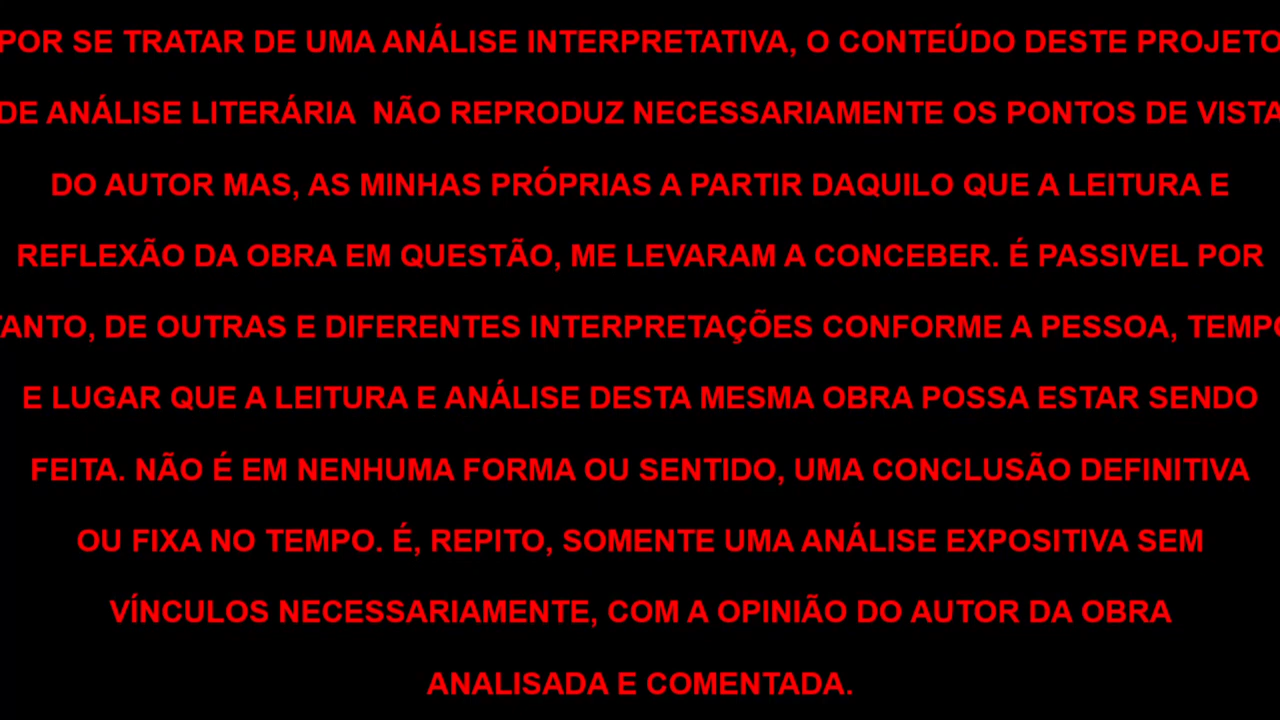 POR SE TRATAR DE UMA ANÁLISE INTERPRETATIVA, O CONTEÚDO DESTE PROJETO
DE ANÁLISE LITERÁRIA  NÃO REPRODUZ NECESSARIAMENTE OS PONTOS DE VISTA
DO AUTOR MAS, AS MINHAS PRÓPRIAS A PARTIR DAQUILO QUE A LEITURA E
REFLEXÃO DA OBRA EM QUESTÃO, ME LEVARAM A CONCEBER. É PASSIVEL POR
TANTO, DE OUTRAS E DIFERENTES INTERPRETAÇÕES CONFORME A PESSOA, TEMPO
E LUGAR QUE A LEITURA E ANÁLISE DESTA MESMA OBRA POSSA ESTAR SENDO
FEITA. NÃO É EM NENHUMA FORMA OU SENTIDO, UMA CONCLUSÃO DEFINITIVA
OU FIXA NO TEMPO. É, REPITO, SOMENTE UMA ANÁLISE EXPOSITIVA SEM
VÍNCULOS NECESSARIAMENTE, COM A OPINIÃO DO AUTOR DA OBRA
ANALISADA E COMENTADA.